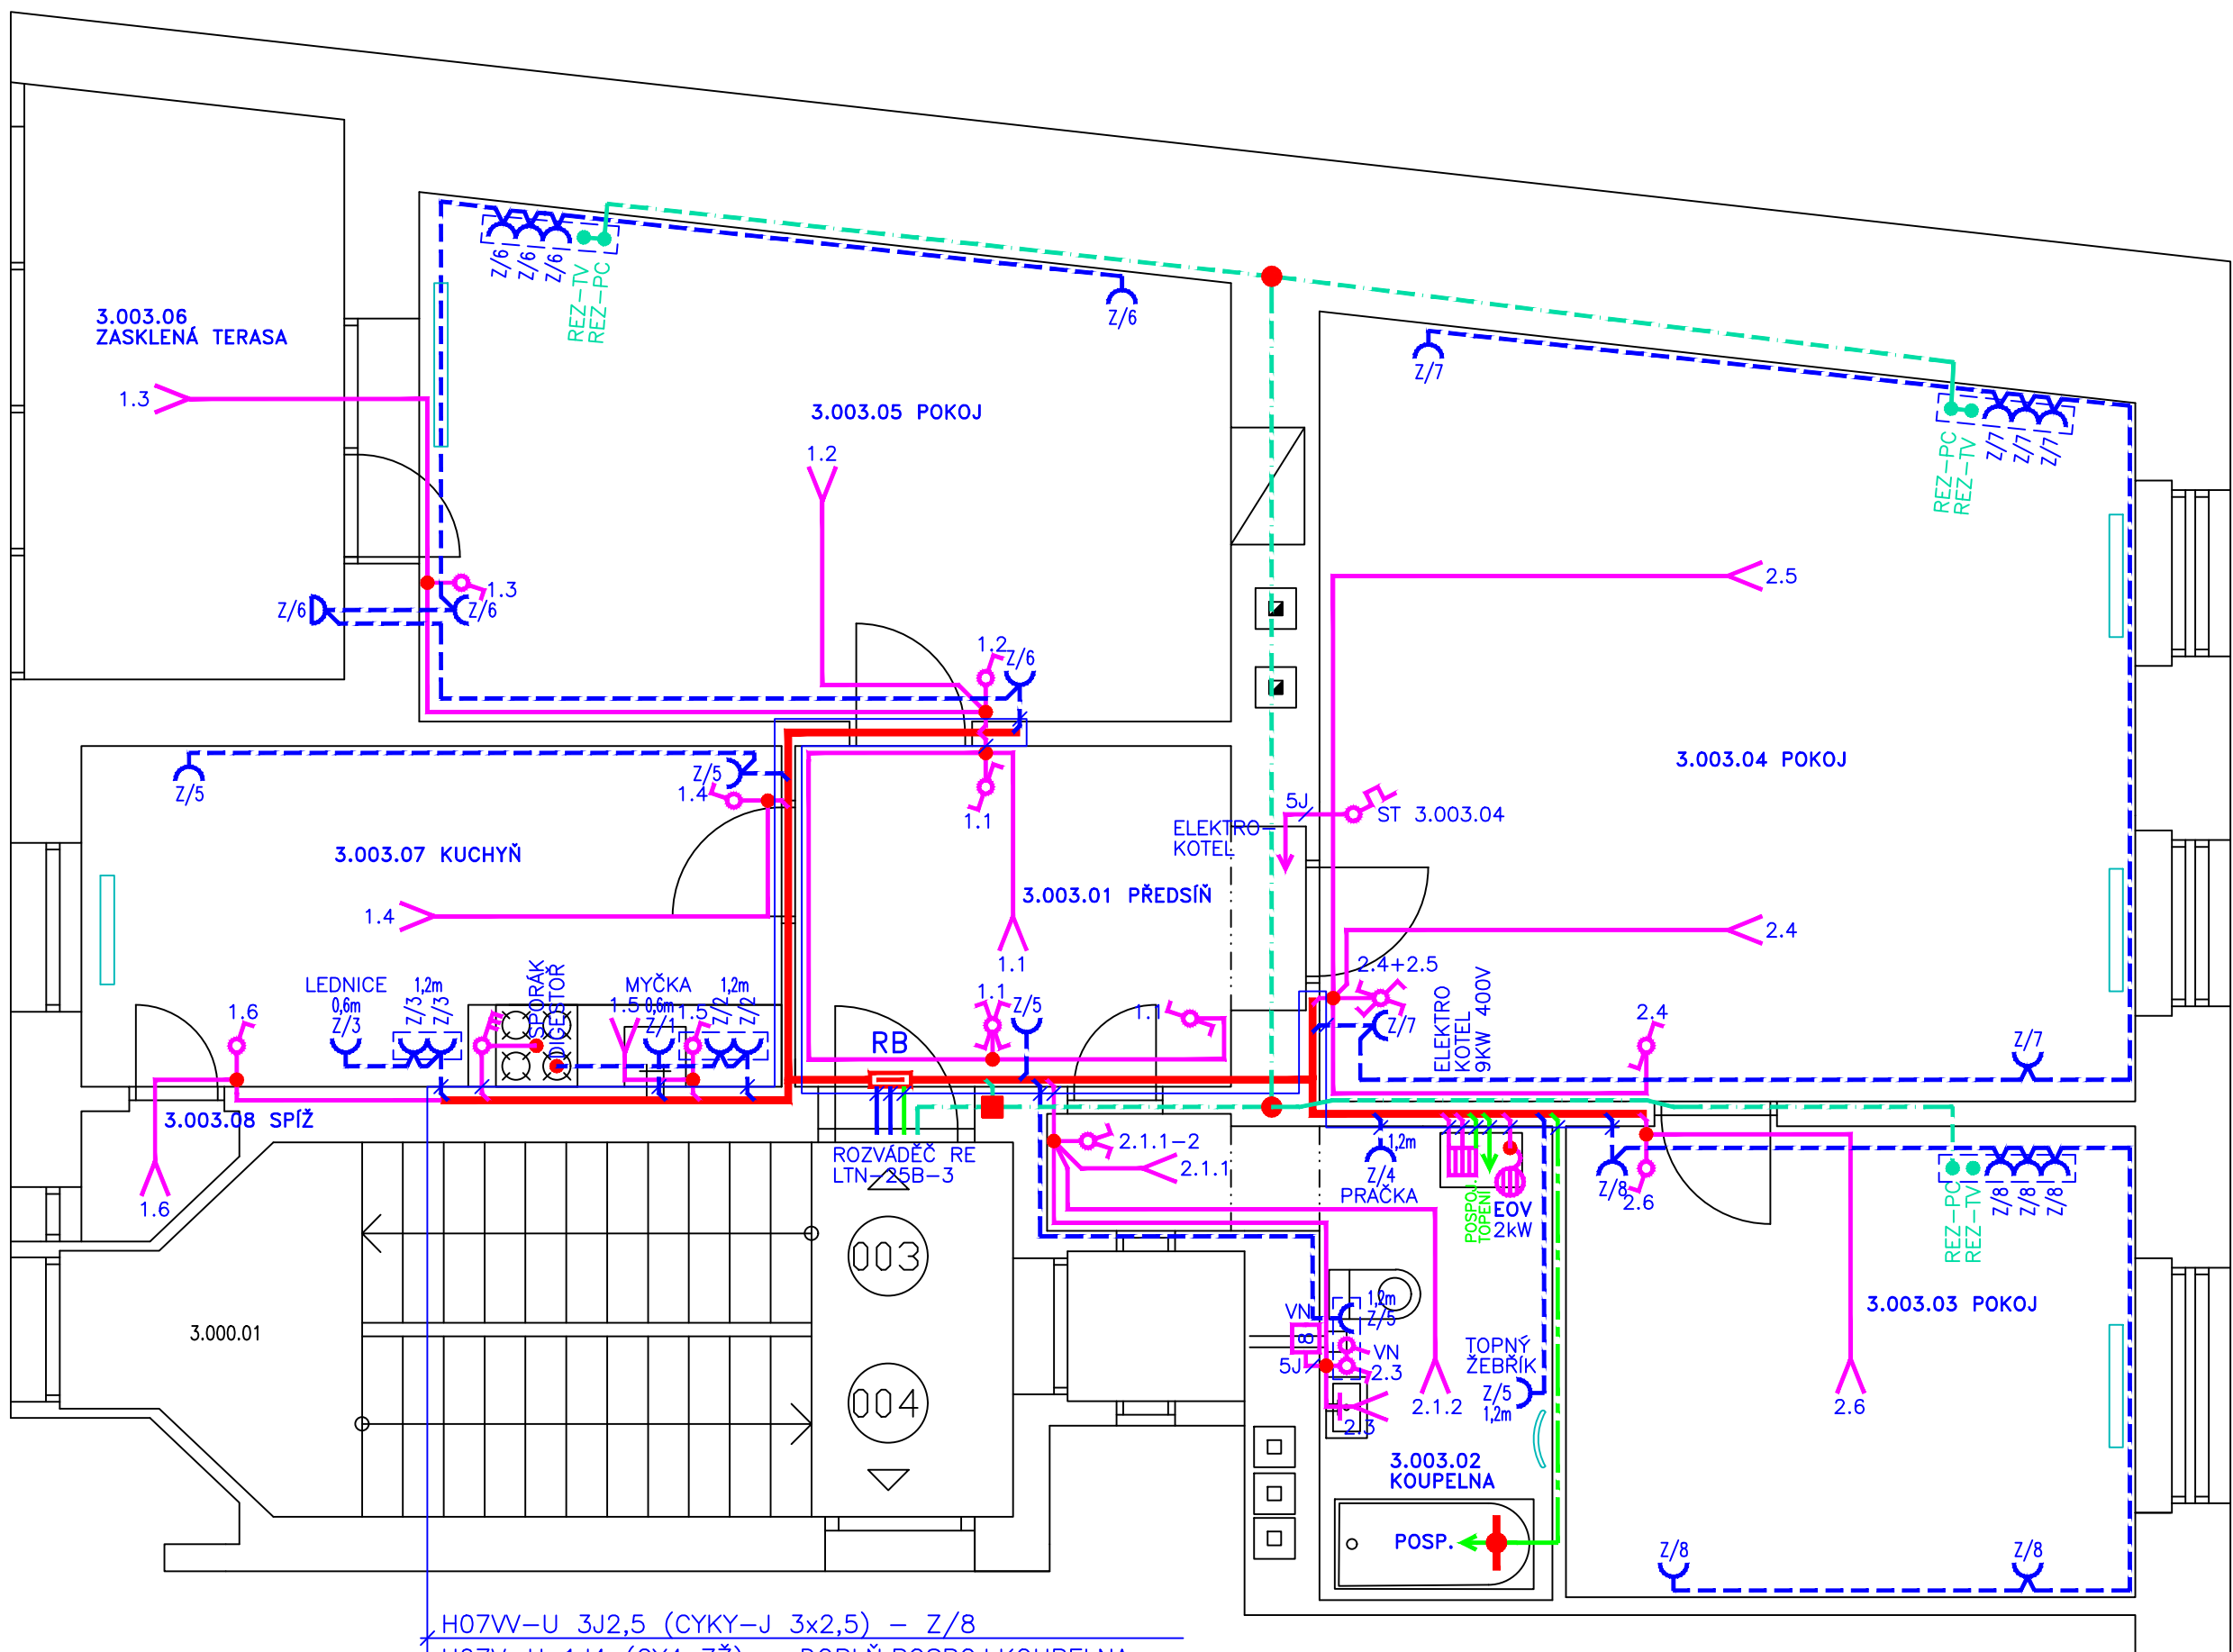 Z/6
Z/6
Z/6
REZ-TV
REZ-PC
Z/6
3.003.06
ZASKLENÁ TERASA
1.3
3.003.05 POKOJ
1.2
Z/7
REZ-PC
REZ-TV
Z/7
Z/7
Z/7
2.5
1.3
Z/6
Z/6
1.2
Z/6
Z/5
Z/5
1.4
1.1
3.003.04 POKOJ
5J
ST 3.003.04
ELEKTRO-
KOTEL
3.003.07 KUCHYŇ
3.003.01 PŘEDSÍŇ
1.4
1.1
2.4
2.4+2.5
LEDNICE
0,6m
Z/3
1,2m
Z/3
Z/3
SPORÁK
DIGESTOŘ
MYČKA
1.5
0,6m
Z/1
1.5
1,2m
Z/2
Z/2
1.6
RB
1.1
Z/5
1.1
Z/7
ELEKTRO
KOTEL
9KW 400V
2.4
Z/7
3.003.08 SPÍŽ
ROZVÁDĚČ RE
LTN-25B-3
2.1.1-2
2.1.1
1,2m
Z/4
PRAČKA
POSPOJ.
TOPENÍ
EOV
2kW
Z/8
2.6
REZ-PC
REZ-TV
Z/8
Z/8
Z/8
1.6
003
004
3.000.01
VN
8
5J
1,2m
Z/5
VN
2.3
2.3
2.1.2
TOPNÝ
ŽEBŘÍK
Z/5
1,2m
3.003.03 POKOJ
2.6
3.003.02
KOUPELNA
POSP.
Z/8
Z/8
H07VV-U 3J2,5 (CYKY-J 3x2,5) - Z/8